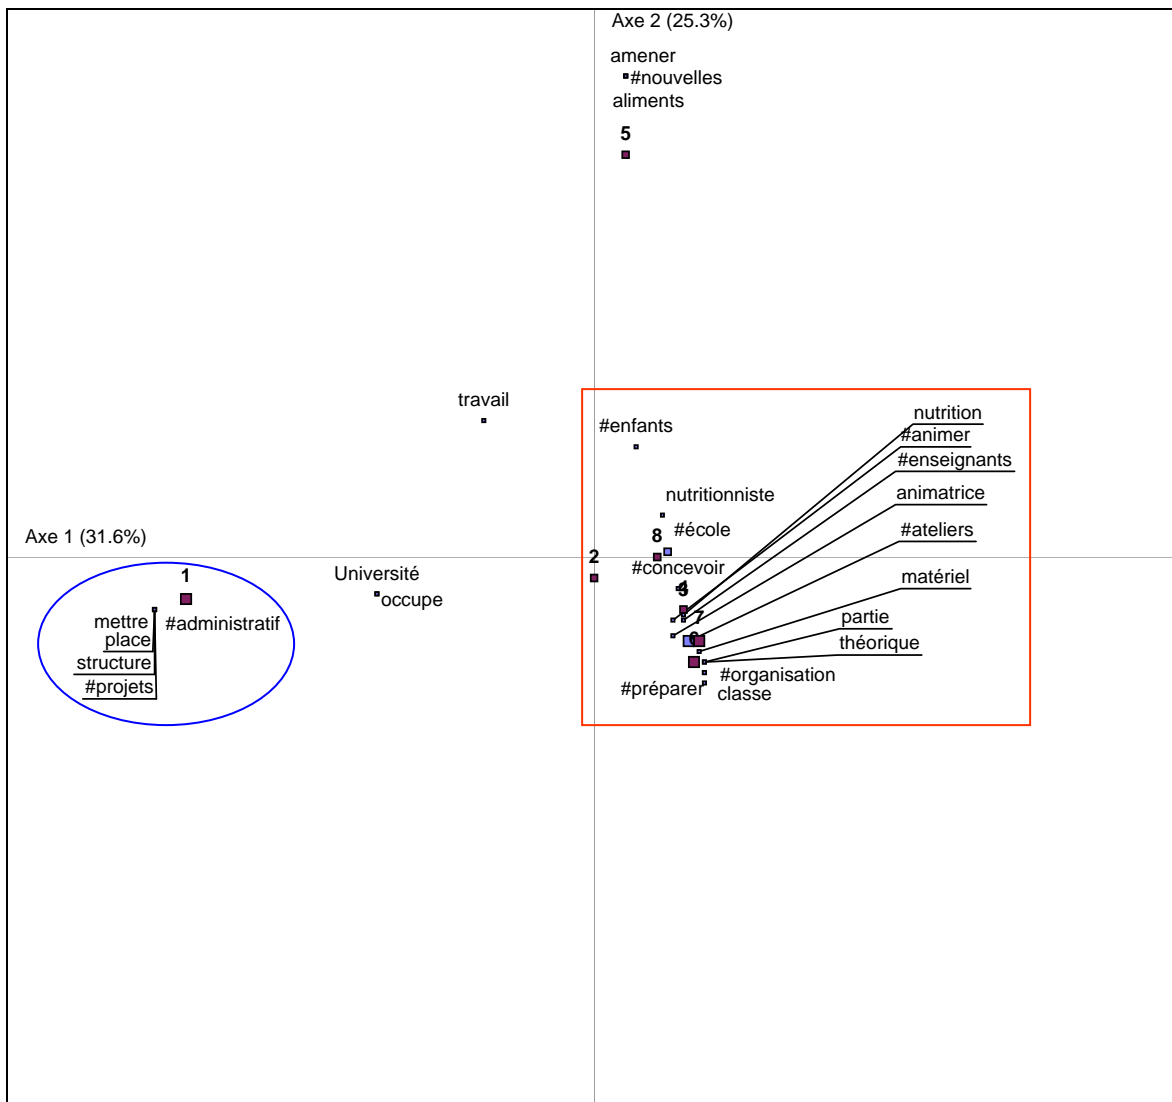 Axe 2 (25.3%)
amener
#nouvelles
aliments
5
travail
#enfants
nutrition
#animer
#enseignants
nutritionniste
animatrice
#école
#ateliers
Axe 1 (31.6%)
8
2
#concevoir
matériel
Université
occupe
1
mettre
#administratif
place
structure
#projets
7
partie
théorique
#préparer
#organisation
classe